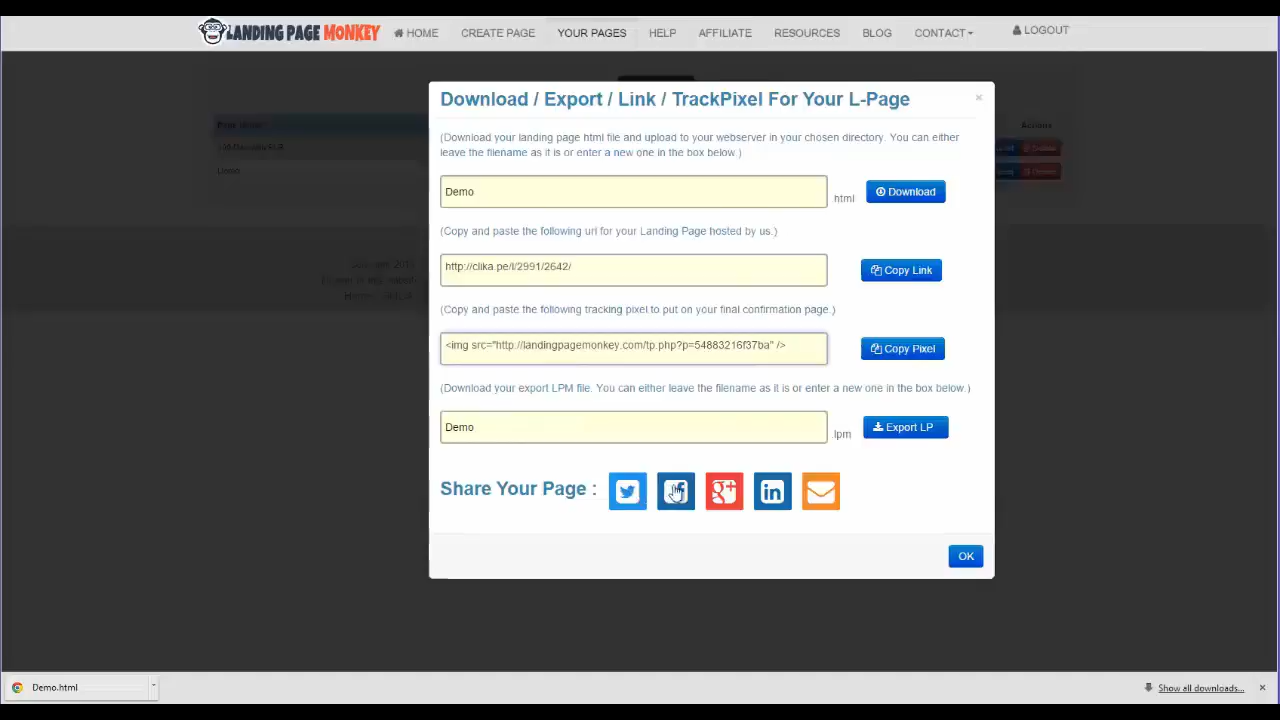 LANDING PAGE MONKEY
HOME
CREATE PAGE
YOUR PAGES
HELP
AFFILIATE
RESOURCES
BLOG
CONTACT
LOGOUT
Download / Export / Link / TrackPixel For Your L-Page
×
(Download your landing page html file and upload to your webserver in your chosen directory. You can either
leave the filename as it is or enter a new one in the box below.)
Demo
html
Download
(Copy and paste the following url for your Landing Page hosted by us.)
http://clika.pe/l/2991/2642/
Copy Link
(Copy and paste the following tracking pixel to put on your final confirmation page.)
<img src="http://landingpagemonkey.com/tp.php?p=54883216f37ba" />
Copy Pixel
(Download your export LPM file. You can either leave the filename as it is or enter a new one in the box below.)
Demo
.lpm
Export LP
Share Your Page :
OK
Actions
Demo
Demo.html
Show all downloads...